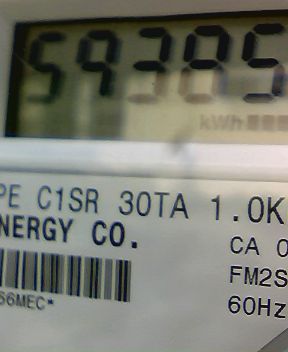 59385
kWh
PE C1SR 30TA 1.0K
NERGY CO.
CA 0
FM2S
56MEC*
60Hz